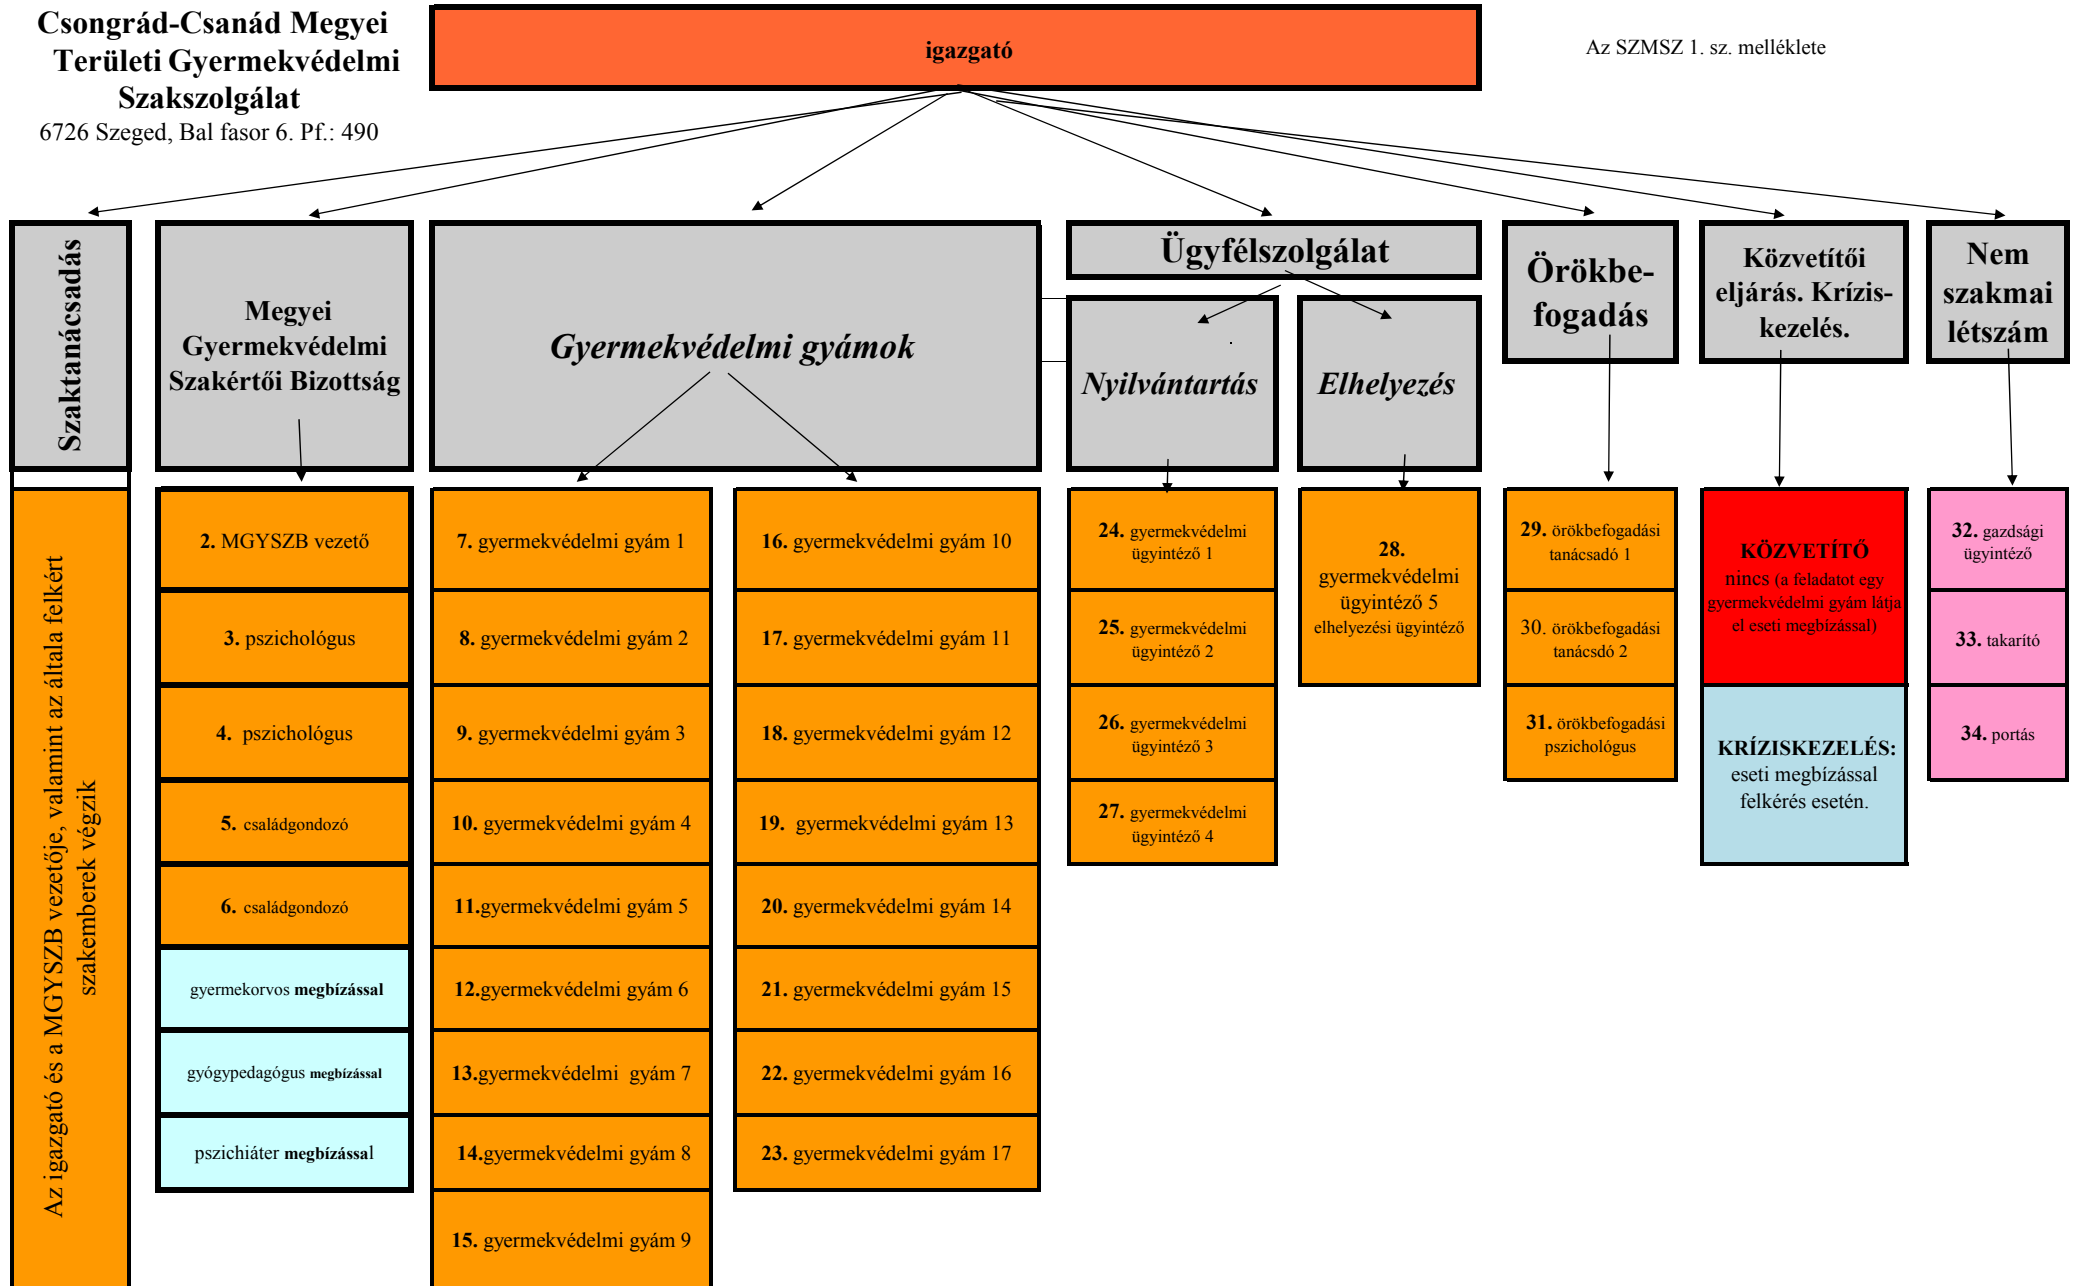 Csongrád-Csanád Megyei
Területi Gyermekvédelmi
Szakszolgálat
6726 Szeged, Bal fasor 6. Pf.: 490
igazgató
Az SZMSZ 1. sz. melléklete
Szaktanácsadás
Megyei
Gyermekvédelmi
Szakértői Bizottság
Gyermekvédelmi gyámok
Ügyfélszolgálat
Nyilvántartás
Elhelyezés
Örökbe-
fogadás
Közvetítői
eljárás. Krízis-
kezelés.
Nem
szakmai
létszám
Az igazgató és a MGYSZB vezetője, valamint az általa felkért
szakemberek végzik
2. MGYSZB vezető
3. pszichológus
4. pszichológus
5. családgondozó
6. családgondozó
gyermekorvos megbízással
gyógypedagógus megbízással
pszichiáter megbízással
7. gyermekvédelmi gyám 1
8. gyermekvédelmi gyám 2
9. gyermekvédelmi gyám 3
10. gyermekvédelmi gyám 4
11.gyermekvédelmi gyám 5
12.gyermekvédelmi gyám 6
13.gyermekvédelmi gyám 7
14.gyermekvédelmi gyám 8
15. gyermekvédelmi gyám 9
16. gyermekvédelmi gyám 10
17. gyermekvédelmi gyám 11
18. gyermekvédelmi gyám 12
19. gyermekvédelmi gyám 13
20. gyermekvédelmi gyám 14
21. gyermekvédelmi gyám 15
22. gyermekvédelmi gyám 16
23. gyermekvédelmi gyám 17
24. gyermekvédelmi
ügyintéző 1
25. gyermekvédelmi
ügyintéző 2
26. gyermekvédelmi
ügyintéző 3
27. gyermekvédelmi
ügyintéző 4
28.
gyermekvédelmi
ügyintéző 5
elhelyezési ügyintéző
29. örökbefogadási
tanácsadó 1
30. örökbefogadási
tanácsdó 2
31. örökbefogadási
pszichológus
KÖZVETÍTŐ
nincs (a feladatot egy
gyermekvédelmi gyám látja
el eseti megbízással)
KRÍZISKEZELÉS:
eseti megbízással
felkérés esetén.
32. gazdsági
ügyintéző
33. takarító
34. portás